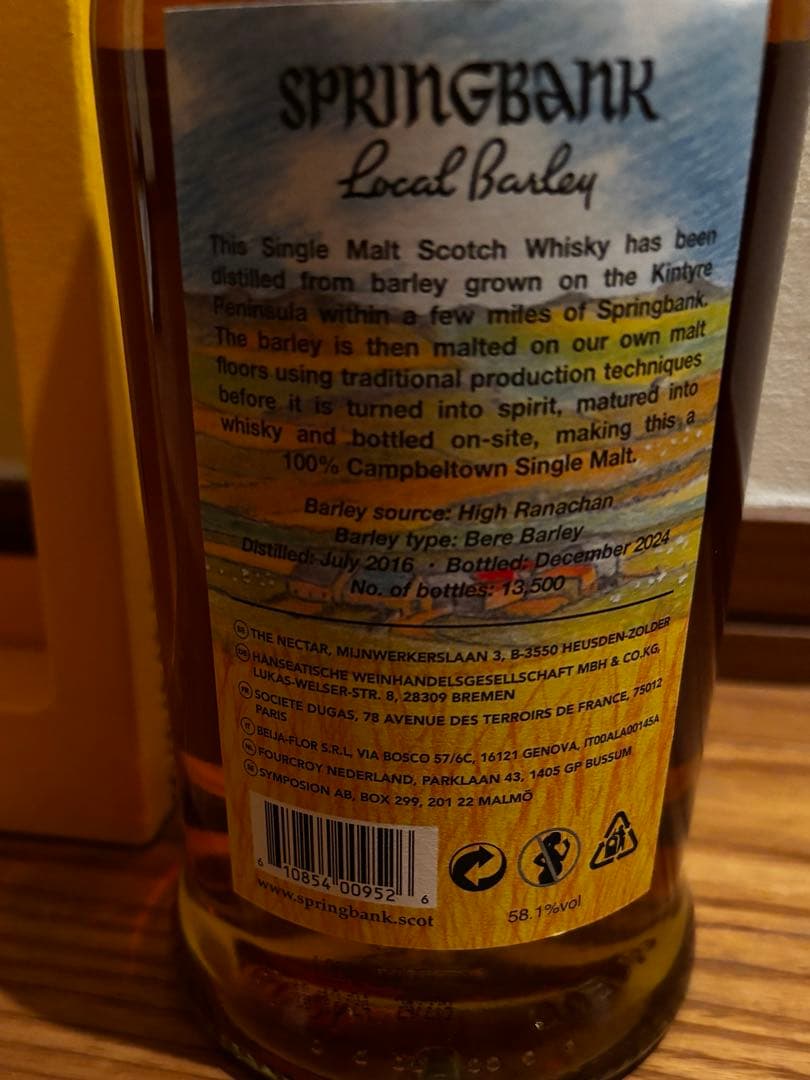 SPRINGBANK
Local Barley
This Single Malt Scotch Whisky has been
distilled from barley grown on the Kintyre
Peninsula within a few miles of Springbank.
The barley is then malted on our own malt
floors using traditional production techniques
before it is turned into spirit, matured into
whisky and bottled on-site, making this a
100% Campbeltown Single Malt.
Barley source: High Ranachan
Barley type: Bere Barley
Distilled: July 2016 · Bottled: December 2024
No. of bottles: 13,500
BE THE NECTAR, MIJNWERKERSLAAN 3, B-3550 HEUSDEN-ZOLDER
DE HANSEATISCHE WEINHANDELSGESELLSCHAFT MBH & CO.KG,
LUKAS-WELSER-STR. 8, 28309 BREMEN
FR SOCIETE DUGAS, 78 AVENUE DES TERROIRS DE FRANCE, 75012
PARIS
IT BEIJA-FLOR S.R.L, VIA BOSCO 57/6C, 16121 GENOVA, IT00ALA00145A
NL FOURCROY NEDERLAND, PARKLAAN 43, 1405 GP BUSSUM
SE SYMPOSION AB, BOX 299, 201 22 MALMÖ
6 10854 00952 6
www.springbank.scot
58.1%vol